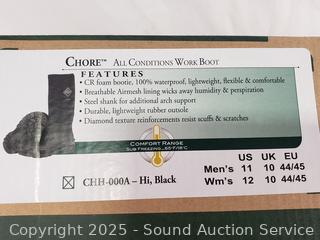 CHORE™ ALL CONDITIONS WORK BOOT
FEATURES
• CR foam bootie, 100% waterproof, lightweight, flexible & comfortable
• Breathable Airmesh lining wicks away humidity & perspiration
• Steel shank for additional arch support
• Durable, lightweight rubber outsole
• Diamond texture reinforcements resist scuffs & scratches
COMFORT RANGE
US UK EU
Men's 11 10 44/45
Wm's 12 10 44/45
CHH-000A – Hi, Black
Copyright 2025 - Sound Auction Service